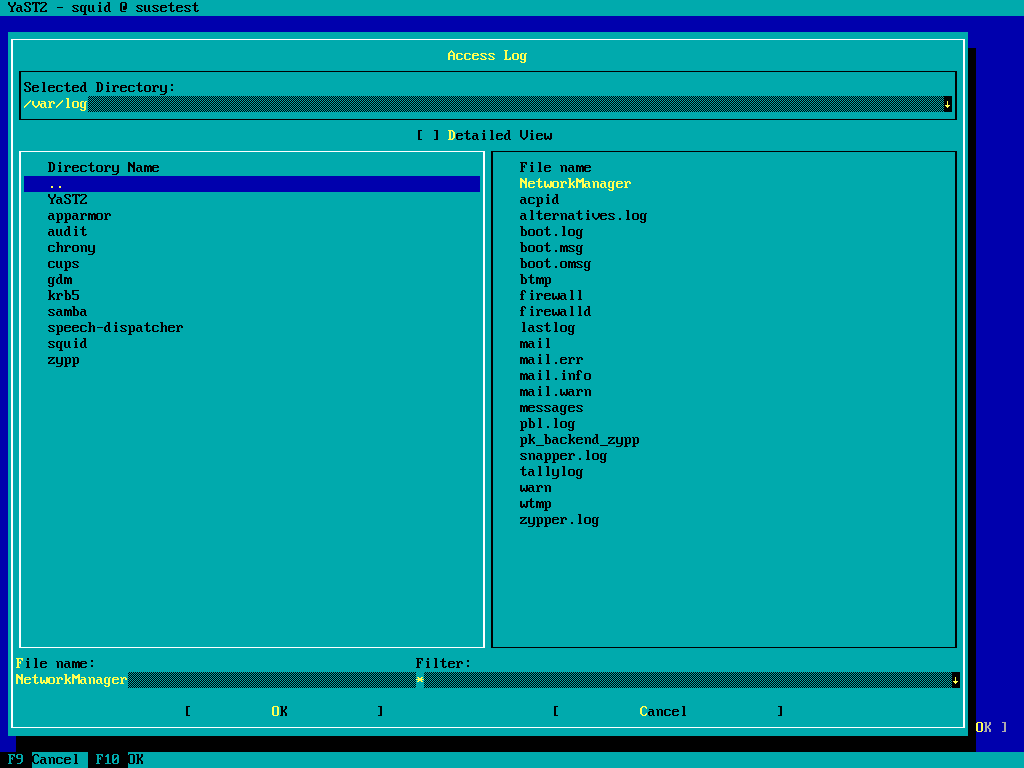 YaST2 - squid @ susetest
Access Log
Selected Directory:
/var/log ↓
[ ] Detailed View
Directory Name
..
YaST2
apparmor
audit
chrony
cups
gdm
krb5
samba
speech-dispatcher
squid
zypp
File name
NetworkManager
acpid
alternatives.log
boot.log
boot.msg
boot.omsg
btmp
firewall
firewalld
lastlog
mail
mail.err
mail.info
mail.warn
messages
pbl.log
pk_backend_zypp
snapper.log
tallylog
warn
wtmp
zypper.log
File name: Filter:
NetworkManager * ↓
[ OK ] [ Cancel ]
OK ]
F9 Cancel F10 OK